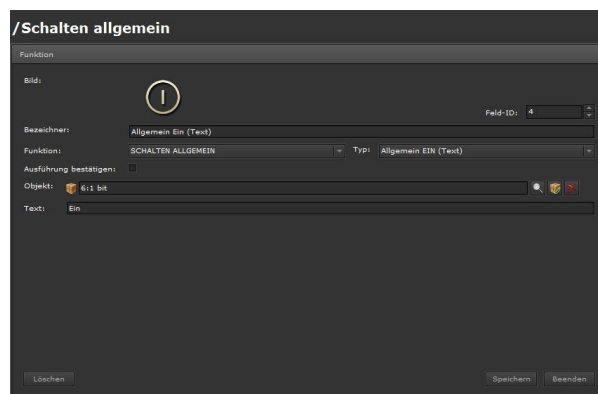 /Schalten allgemein
Funktion
Bild:
Feld-ID: 4
Bezeichner: Allgemein Ein (Text)
Funktion: SCHALTEN ALLGEMEIN Typ: Allgemein EIN (Text)
Ausführung bestätigen:
Objekt: 6:1 bit
Text: Ein
Löschen Speichern Beenden